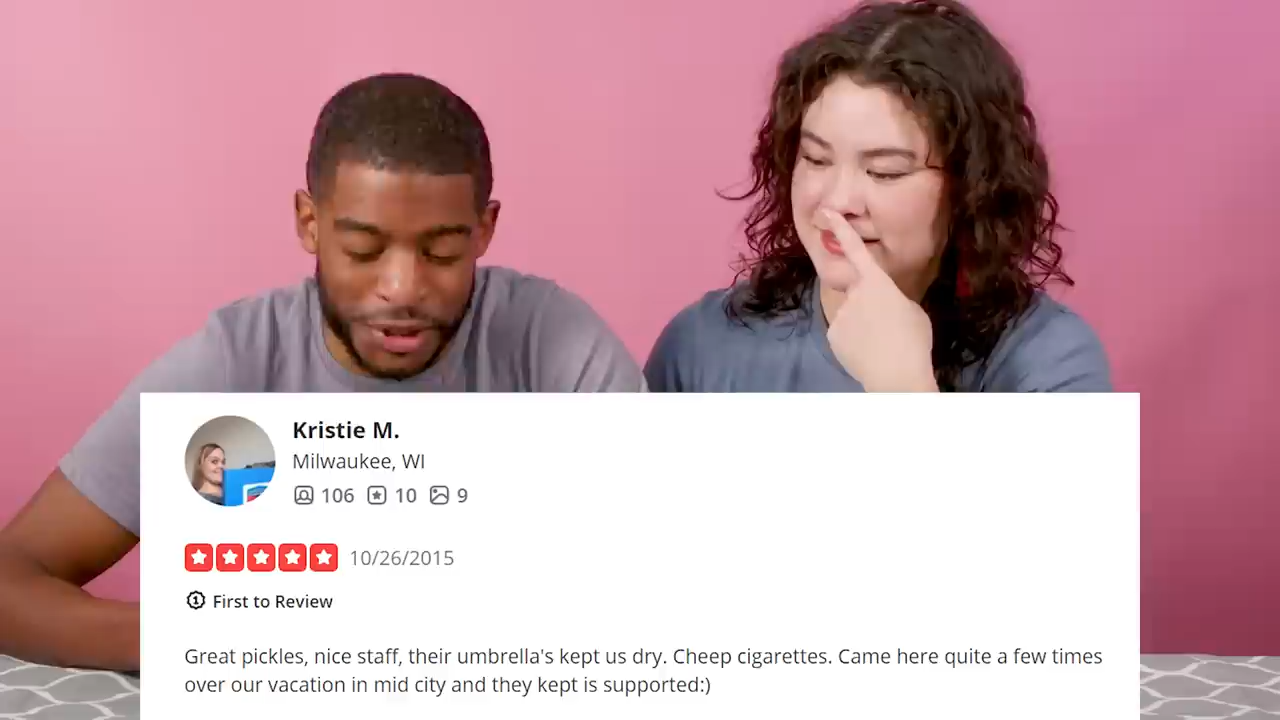 Kristie M.
Milwaukee, WI
106 10 9
10/26/2015
1 First to Review
Great pickles, nice staff, their umbrella's kept us dry. Cheep cigarettes. Came here quite a few times
over our vacation in mid city and they kept is supported:)